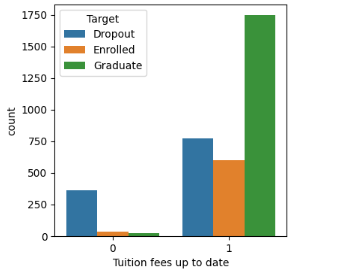 Target
Dropout
Enrolled
Graduate
count
1750
1500
1250
1000
750
500
250
0
0 1
Tuition fees up to date